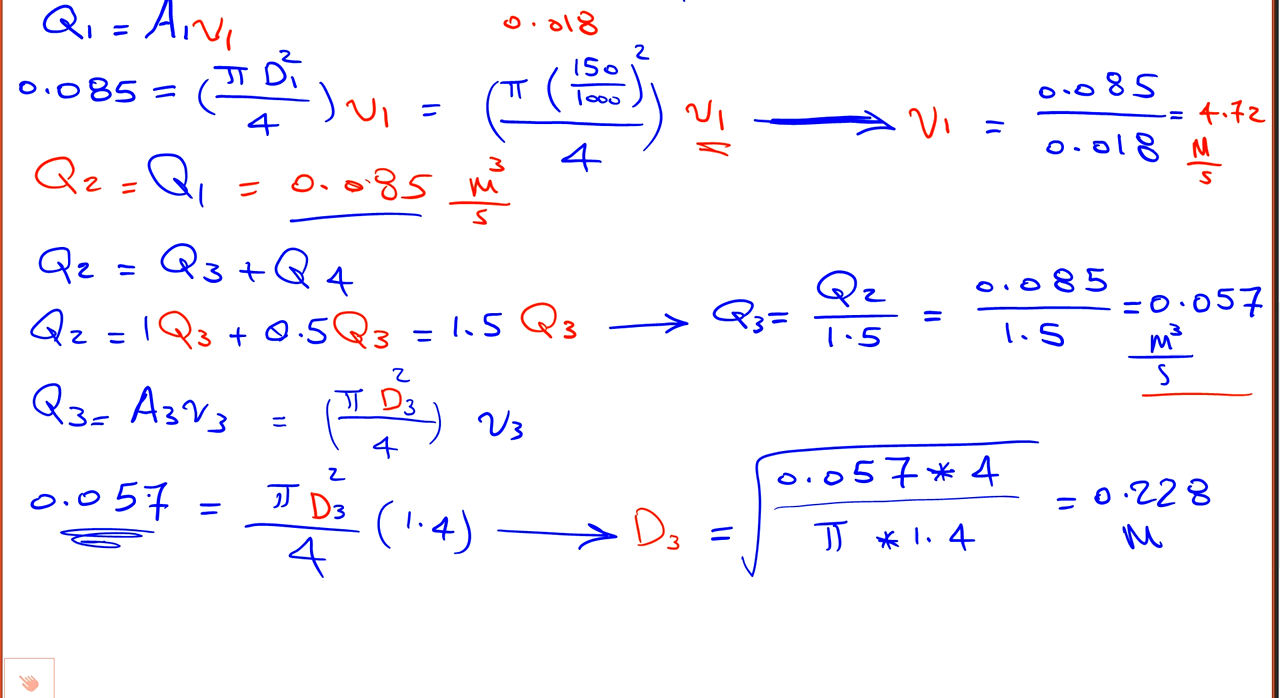 Q₁ = A₁v₁ 0.018
0.085 = (π D₁² / 4) v₁ = (π (150/1000)² / 4) v₁ ⟶ v₁ = 0.085 / 0.018 = 4.72 M/s
Q₂ = Q₁ = 0.085 m³/s
Q₂ = Q₃ + Q₄
Q₂ = 1Q₃ + 0.5Q₃ = 1.5 Q₃ ⟶ Q₃ = Q₂ / 1.5 = 0.085 / 1.5 = 0.057 M³/s
Q₃ = A₃v₃ = (π D₃² / 4) v₃
0.057 = π D₃² / 4 (1.4) ⟶ D₃ = √(0.057 * 4 / π * 1.4) = 0.228 M